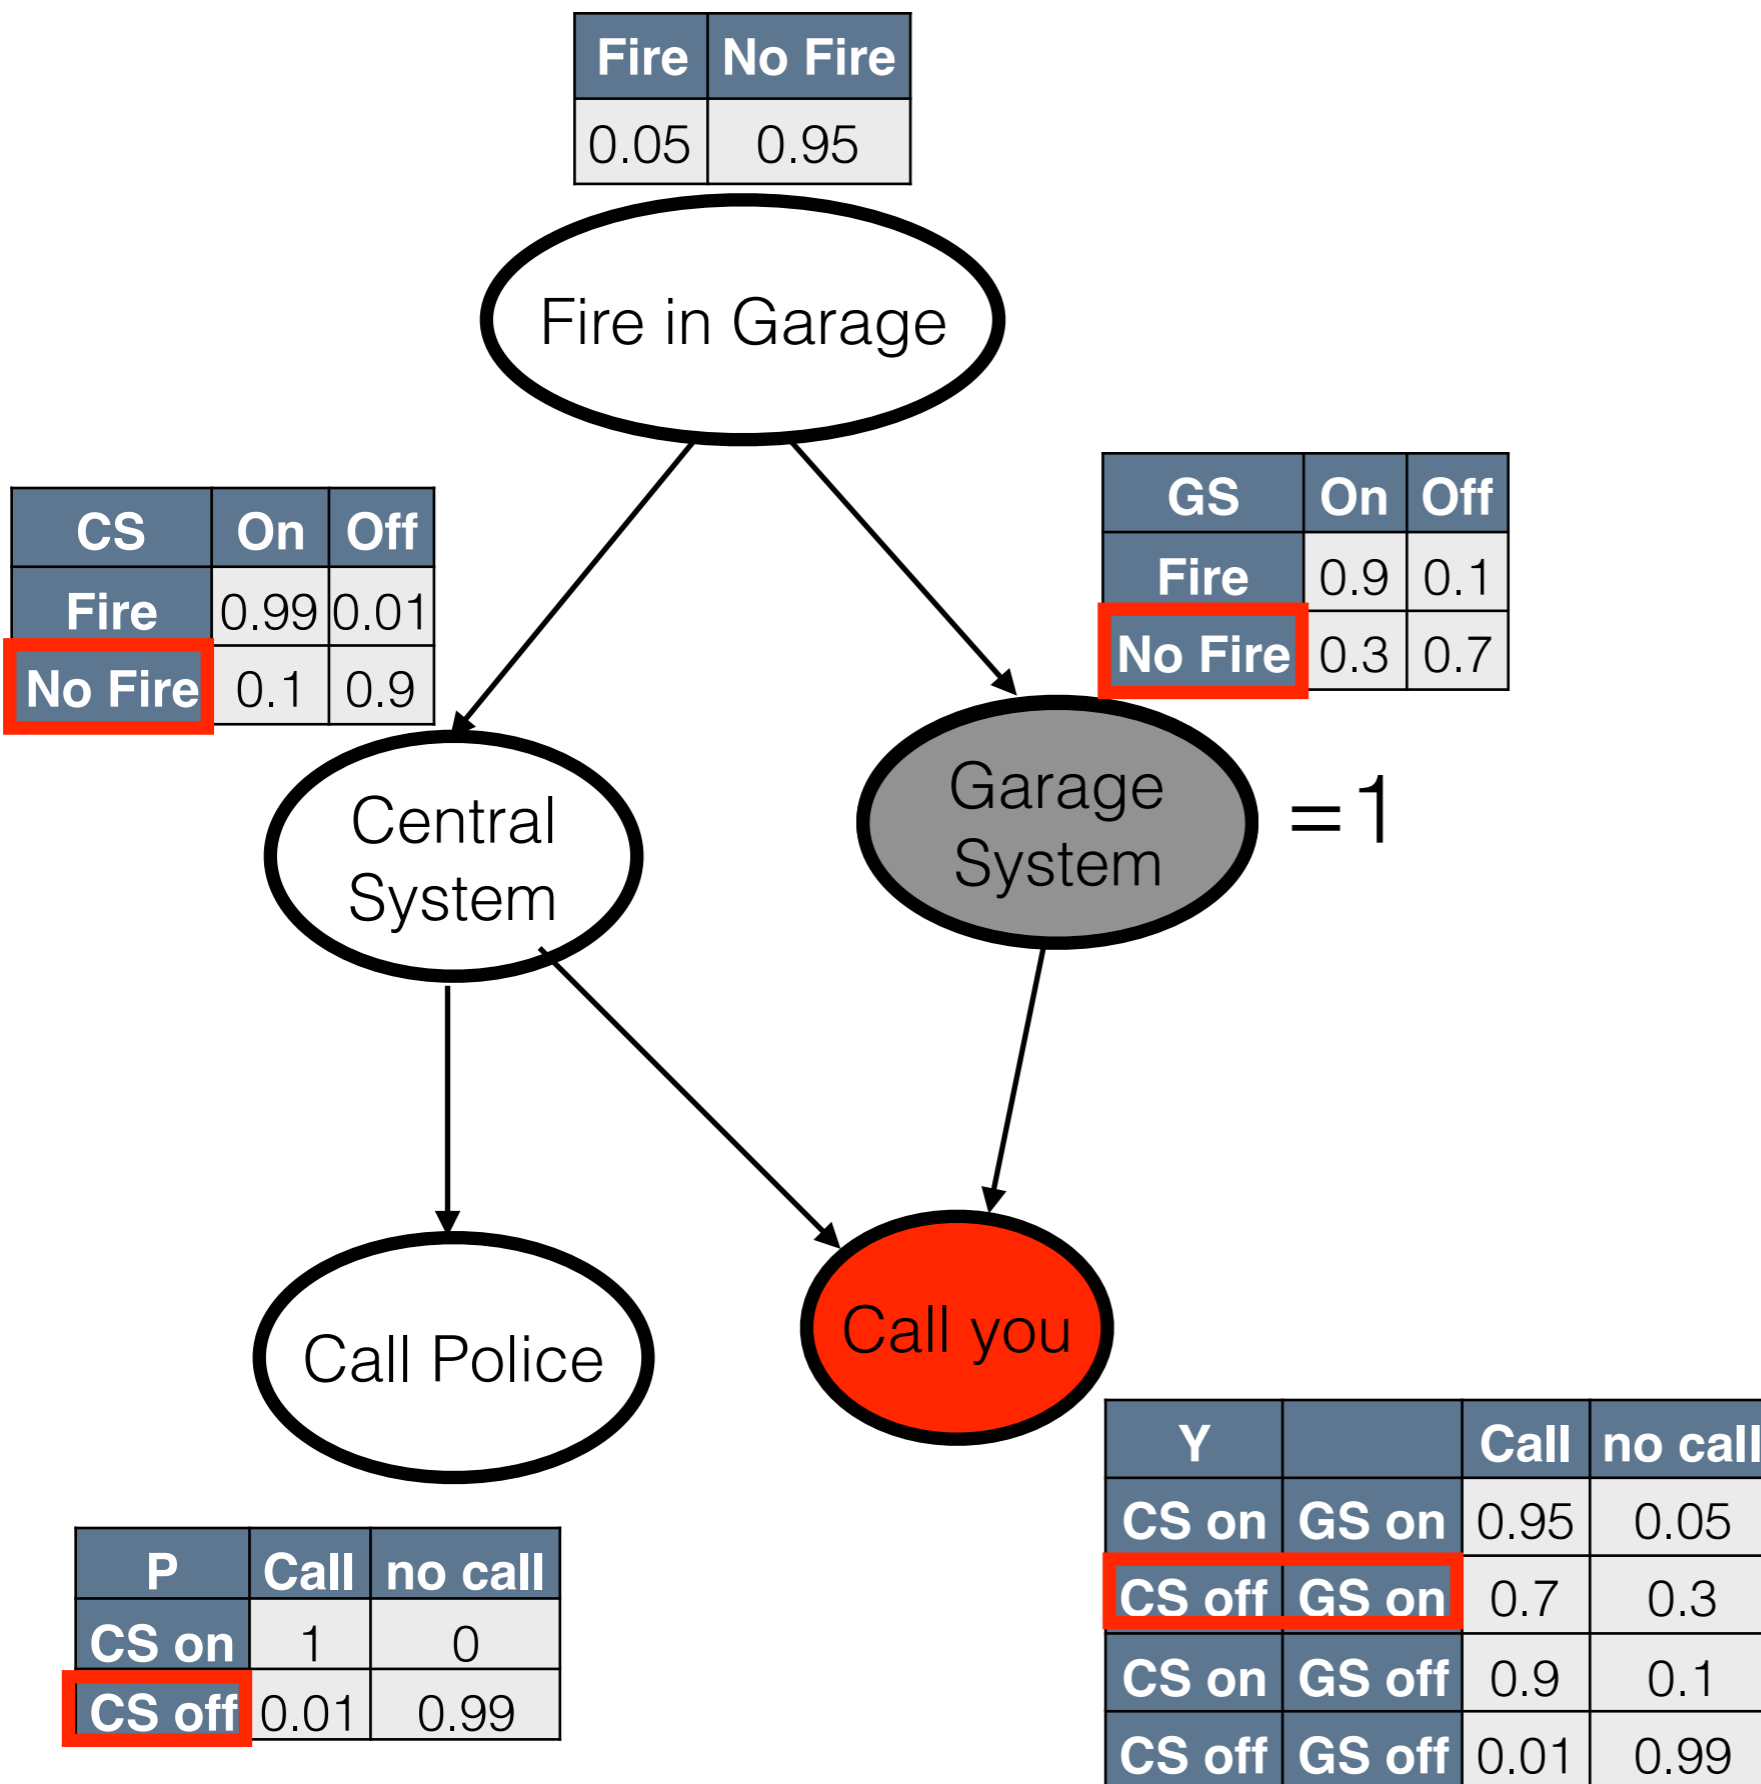 Fire No Fire
0.05 0.95
Fire in Garage
CS On Off
Fire 0.99 0.01
No Fire 0.1 0.9
GS On Off
Fire 0.9 0.1
No Fire 0.3 0.7
Central
System
Garage
System
=1
Call Police
Call you
P Call no call
CS on 1 0
CS off 0.01 0.99
Y Call no call
CS on GS on 0.95 0.05
CS off GS on 0.7 0.3
CS on GS off 0.9 0.1
CS off GS off 0.01 0.99